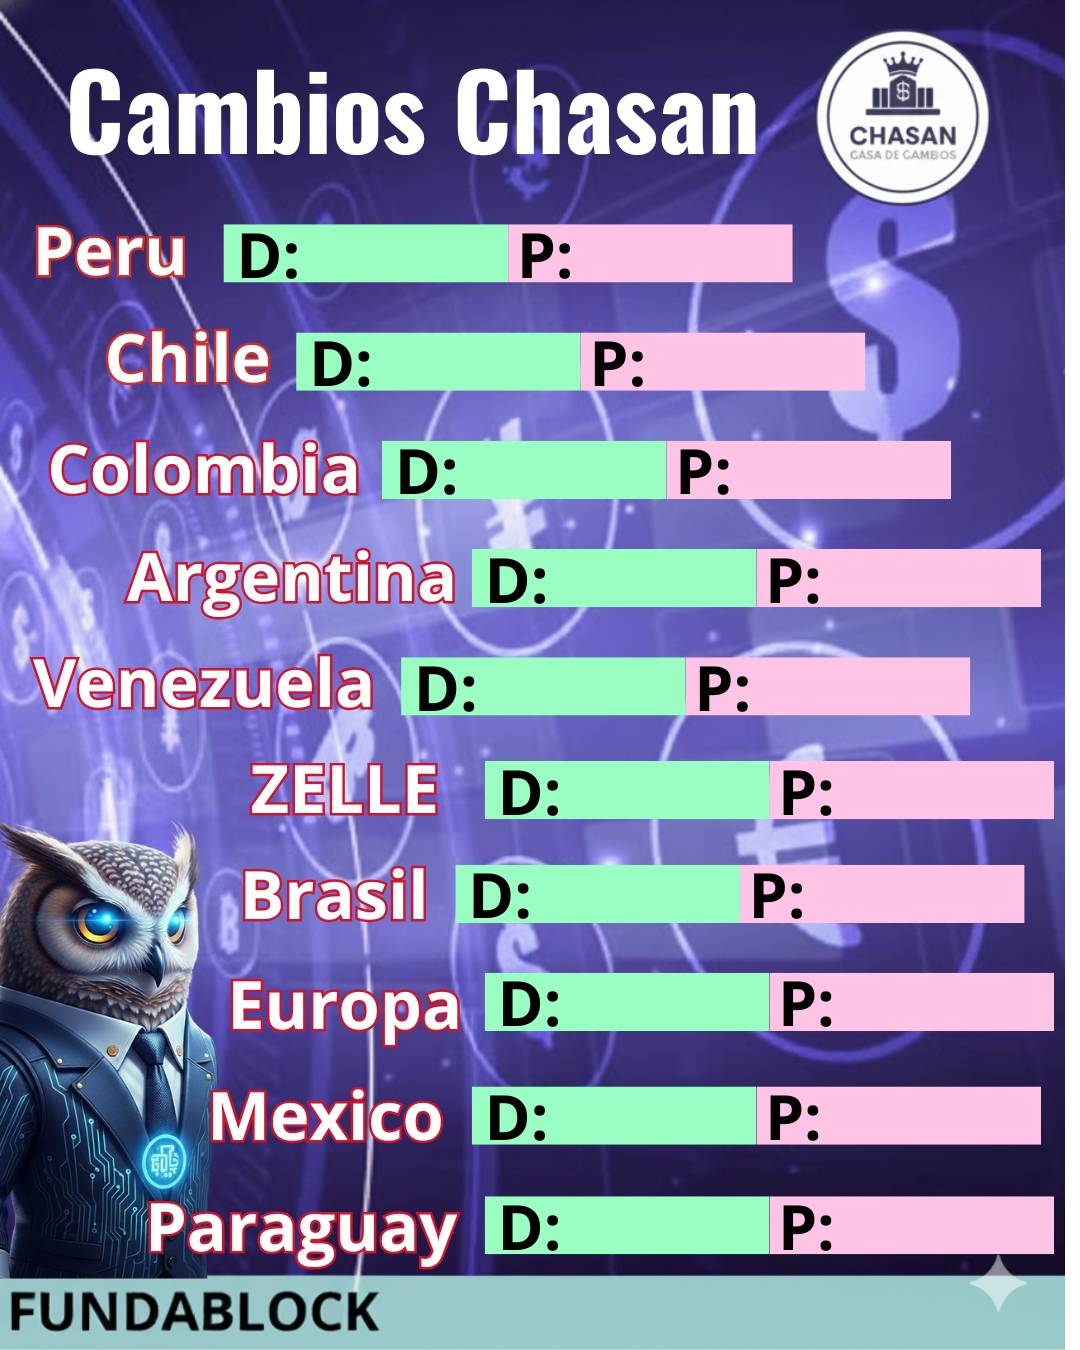 Cambios Chasan
$
CHASAN
CASA DE CAMBIOS
Peru D: P:
Chile D: P:
Colombia D: P:
Argentina D: P:
Venezuela D: P:
ZELLE D: P:
Brasil D: P:
Europa D: P:
Mexico D: P:
Paraguay D: P:
FUNDABLOCK